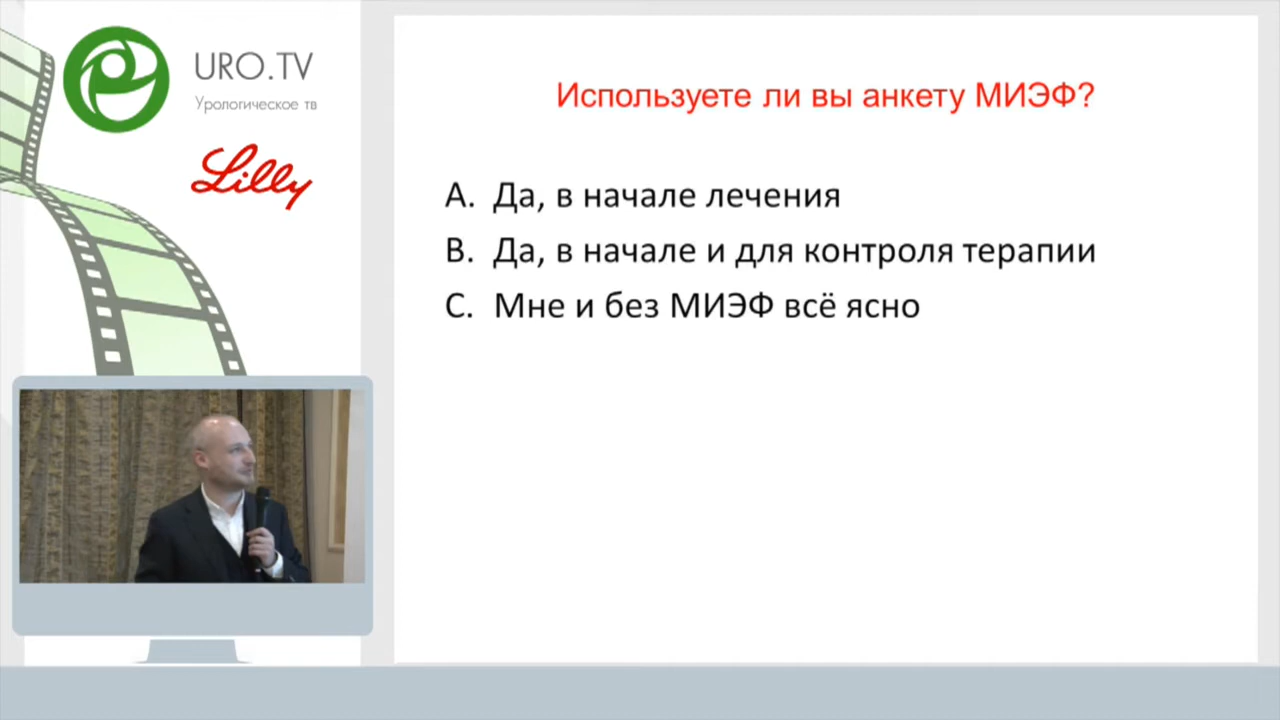 URO.TV
Урологическое тв
Lilly
Используете ли вы анкету МИЭФ?
A. Да, в начале лечения
B. Да, в начале и для контроля терапии
C. Мне и без МИЭФ всё ясно